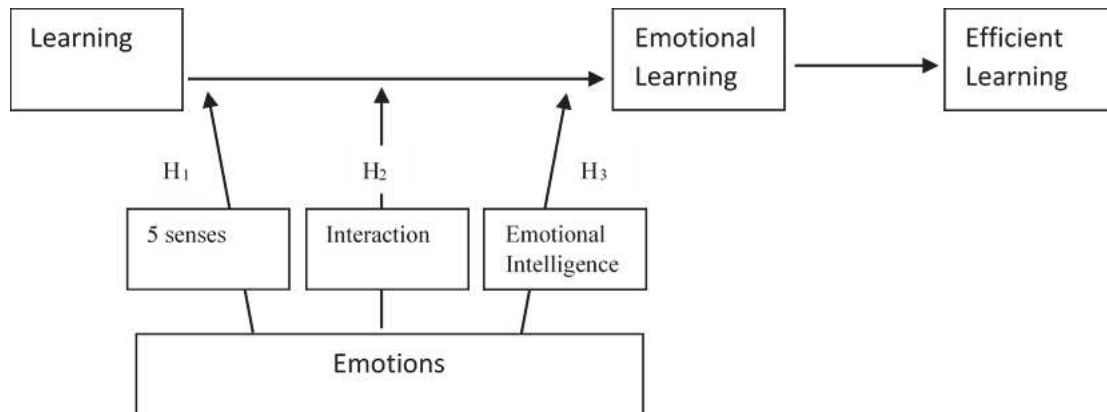 Learning
Emotional
Learning
Efficient
Learning
H₁
H₂
H₃
5 senses
Interaction
Emotional
Intelligence
Emotions